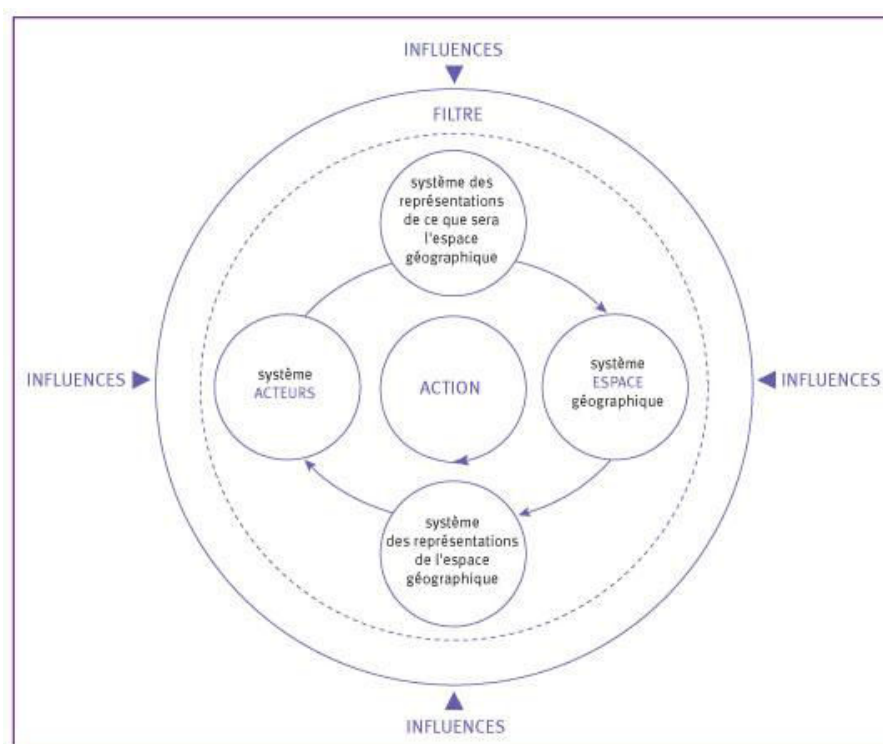 INFLUENCES
FILTRE
système des
représentations
de ce que sera
l'espace
géographique
INFLUENCES
système
ACTEURS
ACTION
système
ESPACE
géographique
INFLUENCES
système
des représentations
de l'espace
géographique
INFLUENCES